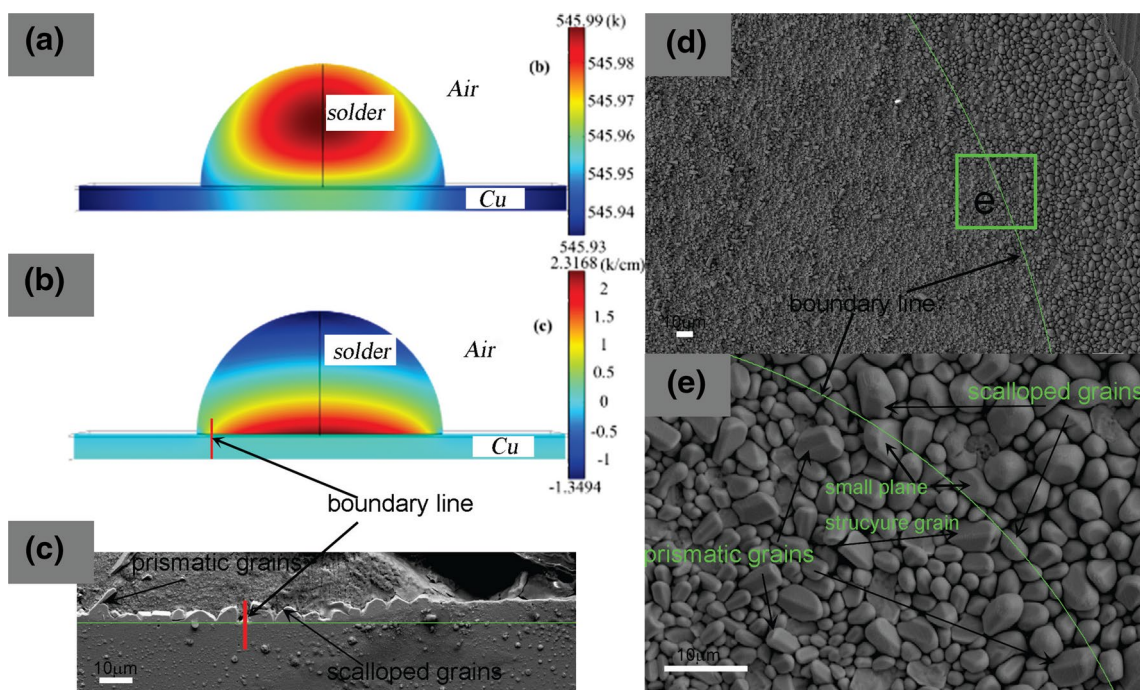 (a)
545.99 (k)
545.98
(b)
Air
solder
545.97
545.96
545.95
Cu
545.94
545.93
(b)
2.3168 (k/cm)
2
1.5
(c)
solder
Air
1
0.5
0
-0.5
Cu
-1
-1.3494
boundary line
(c)
prismatic grains
scalloped grains
10μm
(d)
e
boundary line
10μm
(e)
scalloped grains
small plane
strucyure grain
prismatic grains
10μm